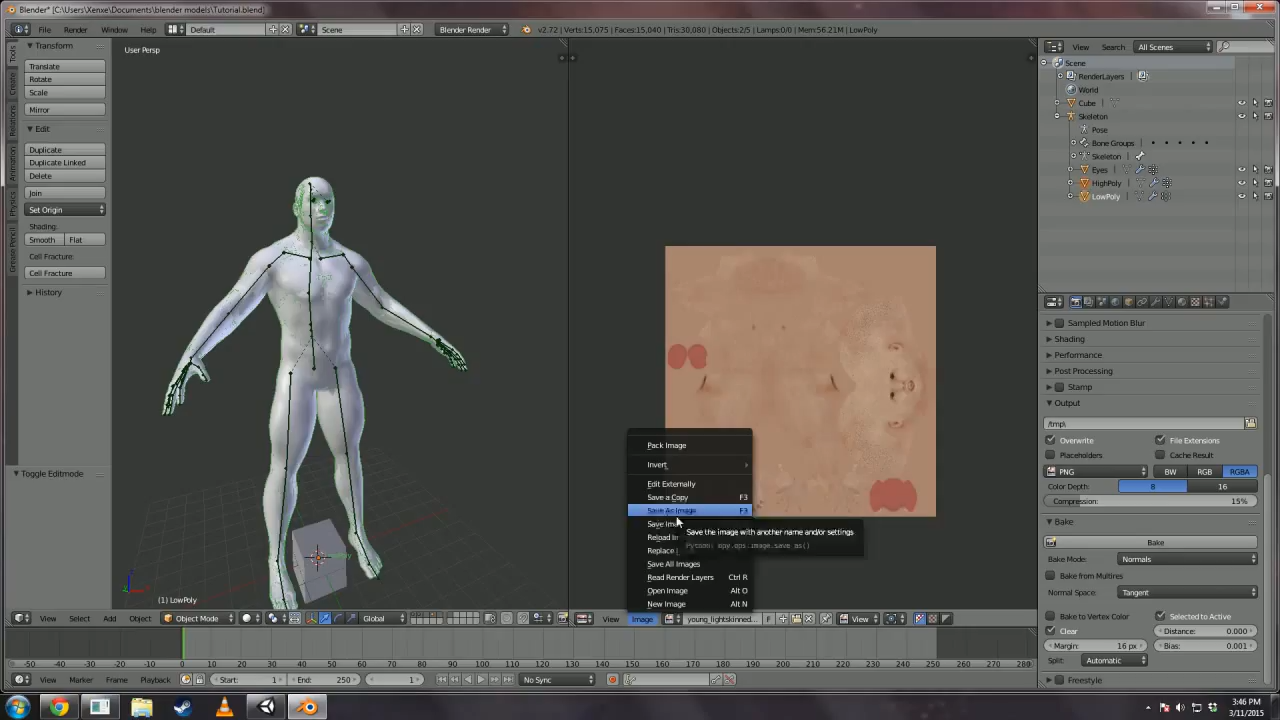 Blender* [C:\Users\Xenxe\Documents\blender models\Tutorial.blend]
File Render Window Help Default Scene Blender Render v2.72 | Verts:15,075 | Faces:15,040 | Tris:30,080 | Objects:2/5 | Lamps:0/0 | Mem:56.21M | LowPoly
View Search All Scenes
Tools
Create
Relations
Animation
Physics
Grease Pencil
Transform
Translate
Rotate
Scale
Mirror
Edit
Duplicate
Duplicate Linked
Delete
Join
Set Origin
Shading:
Smooth Flat
Cell Fracture:
Cell Fracture
History
Toggle Editmode
User Persp
(1) LowPoly
Pack Image
Invert
Edit Externally
Save a Copy F3
Save As Image F3
Save Ima
Reload Im
Replace
Save All Images
Read Render Layers Ctrl R
Open Image Alt O
New Image Alt N
Save the image with another name and/or settings
Python: bpy.ops.image.save_as()
Scene
RenderLayers
World
Cube
Skeleton
Pose
Bone Groups
Skeleton
Eyes
HighPoly
LowPoly
Sampled Motion Blur
Shading
Performance
Post Processing
Stamp
Output
/tmp\
Overwrite File Extensions
Placeholders Cache Result
PNG BW RGB RGBA
Color Depth: 8 16
Compression: 15%
Bake
Bake
Bake Mode: Normals
Bake from Multires
Normal Space: Tangent
Bake to Vertex Color Selected to Active
Clear Distance: 0.000
Margin: 16 px Bias: 0.001
Split: Automatic
Freestyle
View Select Add Object Object Mode Global
View Image young_lightskinned... F View
-50 -40 -30 -20 -10 0 10 20 30 40 50 60 70 80 90 100 110 120 130 140 150 160 170 180 190 200 210 220 230 240 250 260 270 280
View Marker Frame Playback Start: 1 End: 250 1 No Sync
3:46 PM
3/11/2015